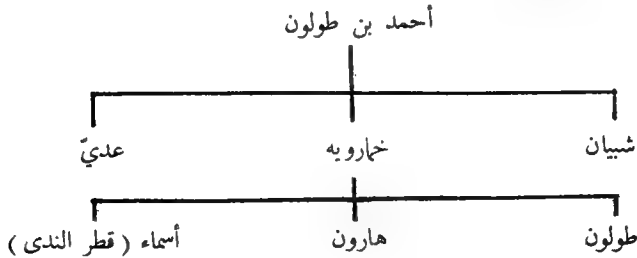 أحمد بن طولون
شيبان خمارويه عديّ
طولون هارون أسماء ( قطر الندى )